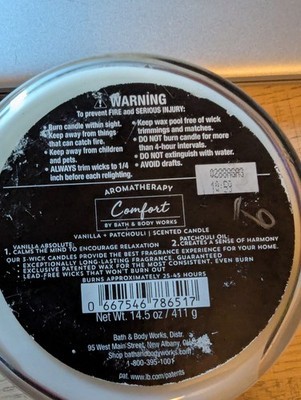 WARNING
To prevent FIRE and SERIOUS INJURY:
• Burn candle within sight.
• Keep away from things
that can catch fire.
• Keep away from children
and pets.
• ALWAYS trim wicks to 1/4
inch before each relighting.
• Keep wax pool free of wick
trimmings and matches.
• DO NOT burn candle for more
than 4-hour intervals.
• DO NOT extinguish with water.
• AVOID drafts.
0288AGA3
AROMATHERAPY
Comfort
BY BATH & BODY WORKS
VANILLA + PATCHOULI | SCENTED CANDLE
VANILLA ABSOLUTE:
1. CALMS THE MIND TO ENCOURAGE RELAXATION
PATCHOULI OIL:
2. CREATES A SENSE OF HARMONY
OUR 1-WICK CANDLES PROVIDE THE BEST FRAGRANCE EXPERIENCE FOR YOUR HOME.
- EXCEPTIONALLY LONG-LASTING FRAGRANCE, GUARANTEED
- EXCLUSIVE PATENTED WAX FOR THE MOST CONSISTENT, EVEN BURN
- LEAD-FREE WICKS THAT WON'T BURN OUT
- BURNS APPROXIMATELY 25-45 HOURS
0 667546 786517
Net Wt. 14.5 oz / 411 g
Bath & Body Works, Distr.
95 West Main Street, New Albany, OH
Shop bathandbodyworks.com
1-800-395-1001
pat. www.lb.com/patents